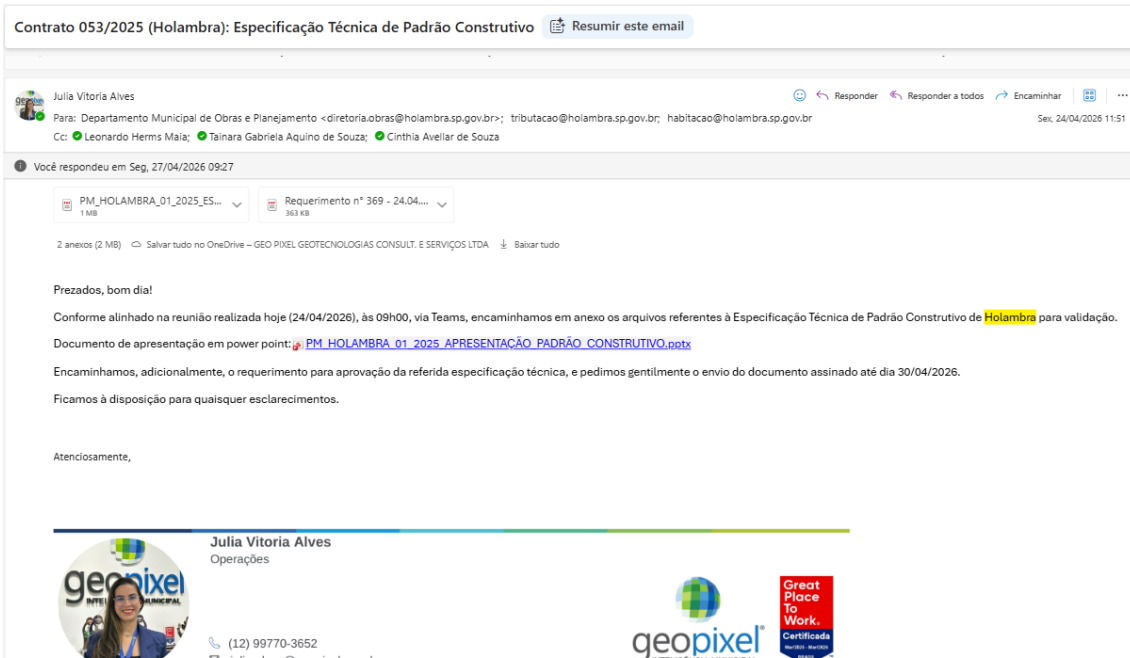 Contrato 053/2025 (Holambra): Especificação Técnica de Padrão Construtivo Resumir este email
Julia Vitoria Alves
Responder Responder a todos Encaminhar
Para: Departamento Municipal de Obras e Planejamento <diretoria.obras@holambra.sp.gov.br>; tributacao@holambra.sp.gov.br; habitacao@holambra.sp.gov.br
Sex, 24/04/2026 11:51
Cc: Leonardo Herms Maia; Tainara Gabriela Aquino de Souza; Cinthia Avellar de Souza
Você respondeu em Seg, 27/04/2026 09:27
PM_HOLAMBRA_01_2025_ES...
1 MB
Requerimento n° 369 - 24.04....
363 KB
2 anexos (2 MB) Salvar tudo no OneDrive – GEO PIXEL GEOTECNOLOGIAS CONSULT. E SERVIÇOS LTDA Baixar tudo
Prezados, bom dia!
Conforme alinhado na reunião realizada hoje (24/04/2026), às 09h00, via Teams, encaminhamos em anexo os arquivos referentes à Especificação Técnica de Padrão Construtivo de Holambra para validação.
Documento de apresentação em power point: PM_HOLAMBRA_01_2025_APRESENTAÇÃO_PADRÃO_CONSTRUTIVO.pptx
Encaminhamos, adicionalmente, o requerimento para aprovação da referida especificação técnica, e pedimos gentilmente o envio do documento assinado até dia 30/04/2026.
Ficamos à disposição para quaisquer esclarecimentos.
Atenciosamente,
Julia Vitoria Alves
Operações
geopixel
(12) 99770-3652
geopixel
Great
Place
To
Work.
Certificada